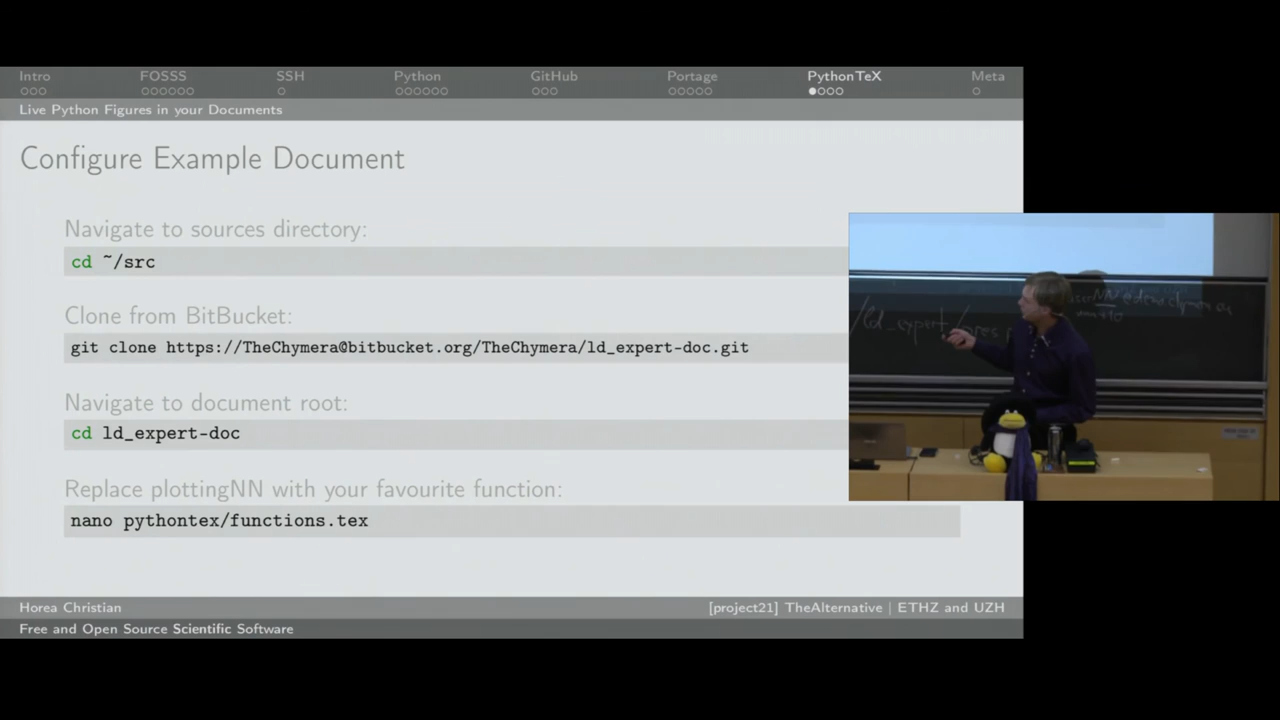 Intro FOSSS SSH Python GitHub Portage PythonTeX Meta
Live Python Figures in your Documents
Configure Example Document
Navigate to sources directory:
cd ~/src
Clone from BitBucket:
git clone https://TheChymera@bitbucket.org/TheChymera/ld_expert-doc.git
Navigate to document root:
cd ld_expert-doc
Replace plottingNN with your favourite function:
nano pythontex/functions.tex
/ld_expert/pres
Horea Christian [project21] TheAlternative | ETHZ and UZH
Free and Open Source Scientific Software